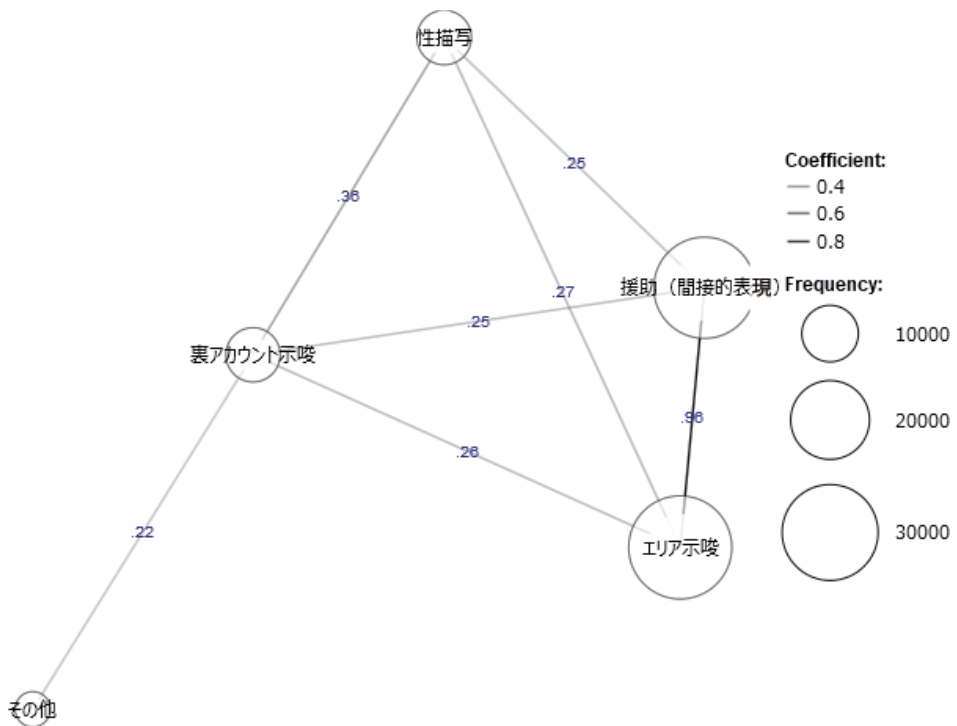 性描写
.25
Coefficient:
0.4
.36
0.6
0.8
援助（間接的表現）
Frequency:
.27
.25
10000
裏アカウント示唆
.96
20000
.26
.22
30000
エリア示唆
その他